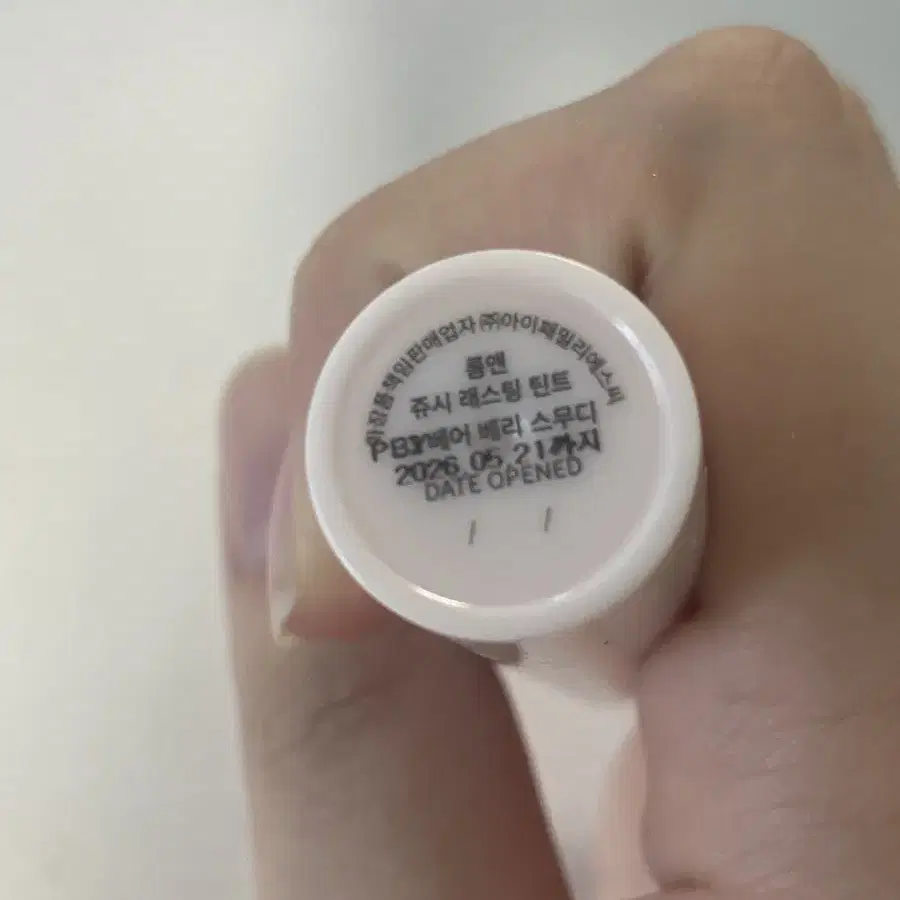 화장품책임판매업자 ㈜아이패밀리에스씨
롬앤
쥬시 래스팅 틴트
베어 베리 스무디
2026.05.21까지
DATE OPENED
/ /